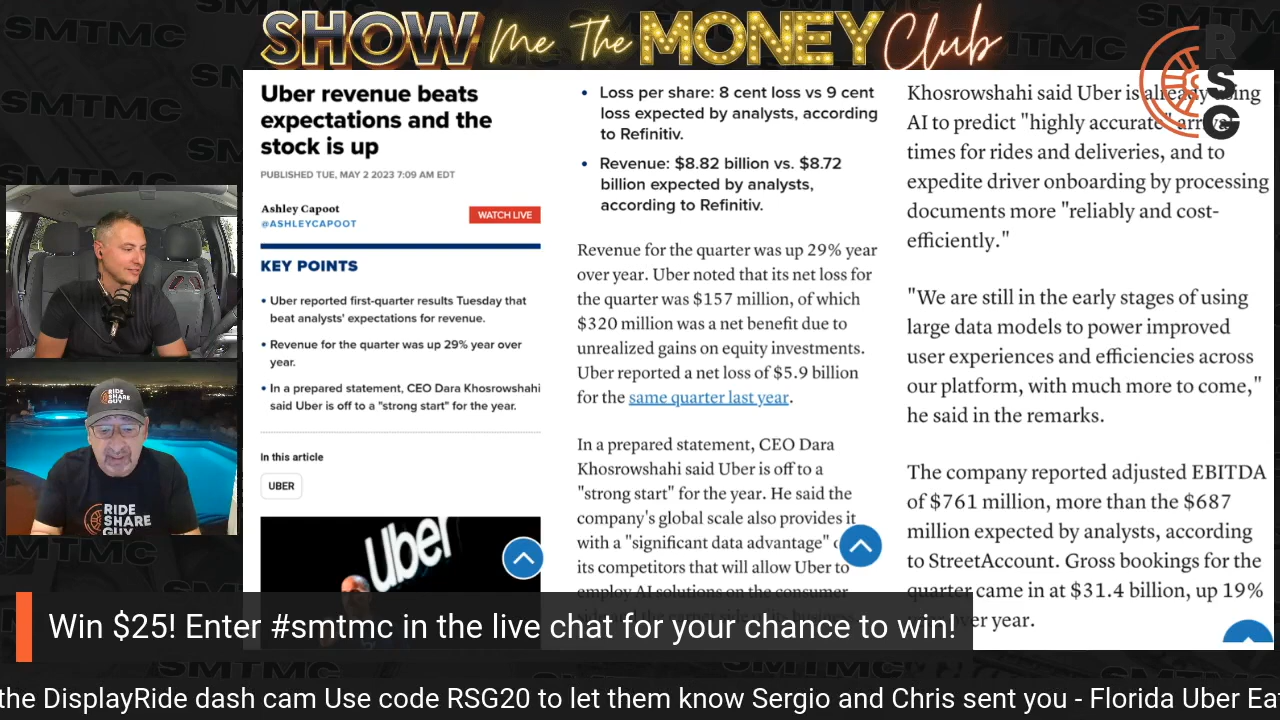 SHOW Me The MONEY Club
RSG
Uber revenue beats
expectations and the
stock is up
PUBLISHED TUE, MAY 2 2023 7:09 AM EDT
Ashley Capoot
@ASHLEYCAPOOT
WATCH LIVE
KEY POINTS
• Uber reported first-quarter results Tuesday that
beat analysts' expectations for revenue.
• Revenue for the quarter was up 29% year over
year.
• In a prepared statement, CEO Dara Khosrowshahi
said Uber is off to a "strong start" for the year.
In this article
UBER
Uber
• Loss per share: 8 cent loss vs 9 cent
loss expected by analysts, according
to Refinitiv.
• Revenue: $8.82 billion vs. $8.72
billion expected by analysts,
according to Refinitiv.
Revenue for the quarter was up 29% year
over year. Uber noted that its net loss for
the quarter was $157 million, of which
$320 million was a net benefit due to
unrealized gains on equity investments.
Uber reported a net loss of $5.9 billion
for the same quarter last year.
In a prepared statement, CEO Dara
Khosrowshahi said Uber is off to a
"strong start" for the year. He said the
company's global scale also provides it
with a "significant data advantage"
its competitors that will allow Uber to
employ AI solutions on the consumer
Khosrowshahi said Uber is already using
AI to predict "highly accurate" arrival
times for rides and deliveries, and to
expedite driver onboarding by processing
documents more "reliably and cost-
efficiently."
"We are still in the early stages of using
large data models to power improved
user experiences and efficiencies across
our platform, with much more to come,"
he said in the remarks.
The company reported adjusted EBITDA
of $761 million, more than the $687
million expected by analysts, according
to StreetAccount. Gross bookings for the
quarter came in at $31.4 billion, up 19%
year.
RIDE
SHARE
GUY
RIDE
SHARE
GUY
Win $25! Enter #smtmc in the live chat for your chance to win!
the DisplayRide dash cam Use code RSG20 to let them know Sergio and Chris sent you - Florida Uber Ea
SMTMC